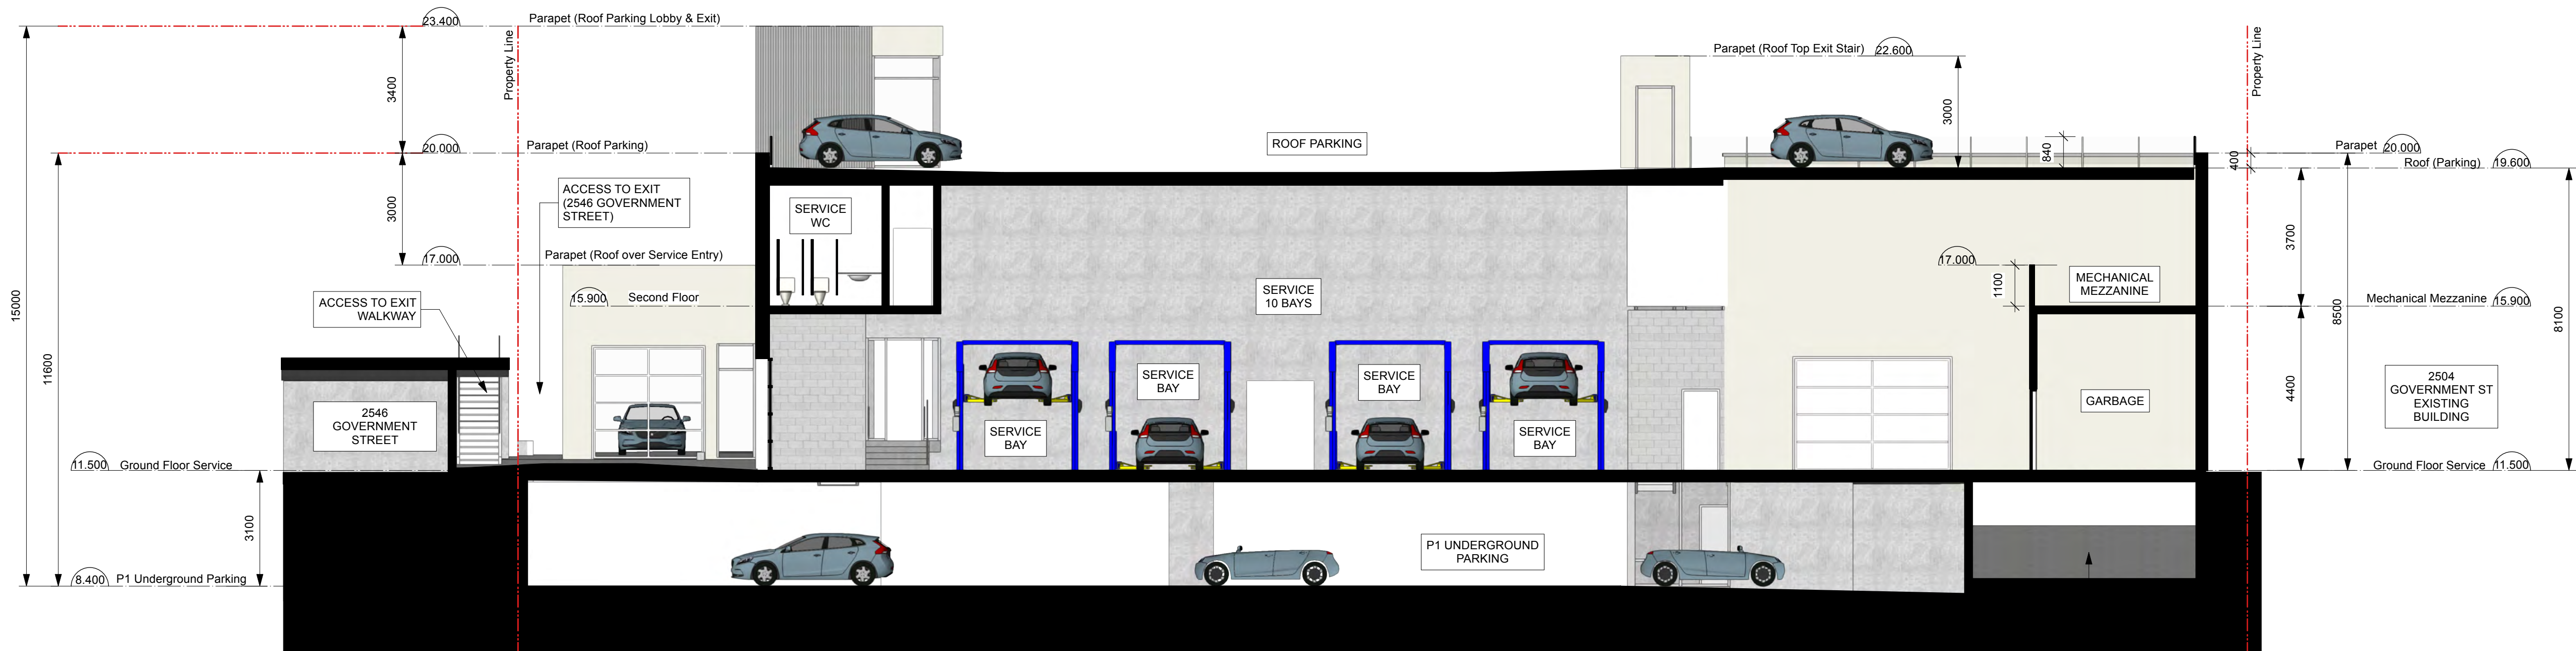 23.400
Parapet (Roof Parking Lobby & Exit)
Property Line
Parapet (Roof Top Exit Stair)
22.600
Property Line
15000
3400
3000
ROOF PARKING
840
20.000
Parapet (Roof Parking)
Parapet
20.000
400
Roof (Parking)
19.600
ACCESS TO EXIT
(2546 GOVERNMENT
STREET)
3000
SERVICE
WC
3700
17.000
Parapet (Roof over Service Entry)
17.000
1100
MECHANICAL
MEZZANINE
15.900
Second Floor
SERVICE
10 BAYS
Mechanical Mezzanine
15.900
8500
8100
ACCESS TO EXIT
WALKWAY
11600
4400
SERVICE
BAY
SERVICE
BAY
2546
GOVERNMENT
STREET
SERVICE
BAY
SERVICE
BAY
GARBAGE
2504
GOVERNMENT ST
EXISTING
BUILDING
11.500
Ground Floor Service
Ground Floor Service
11.500
3100
P1 UNDERGROUND
PARKING
8.400
P1 Underground Parking